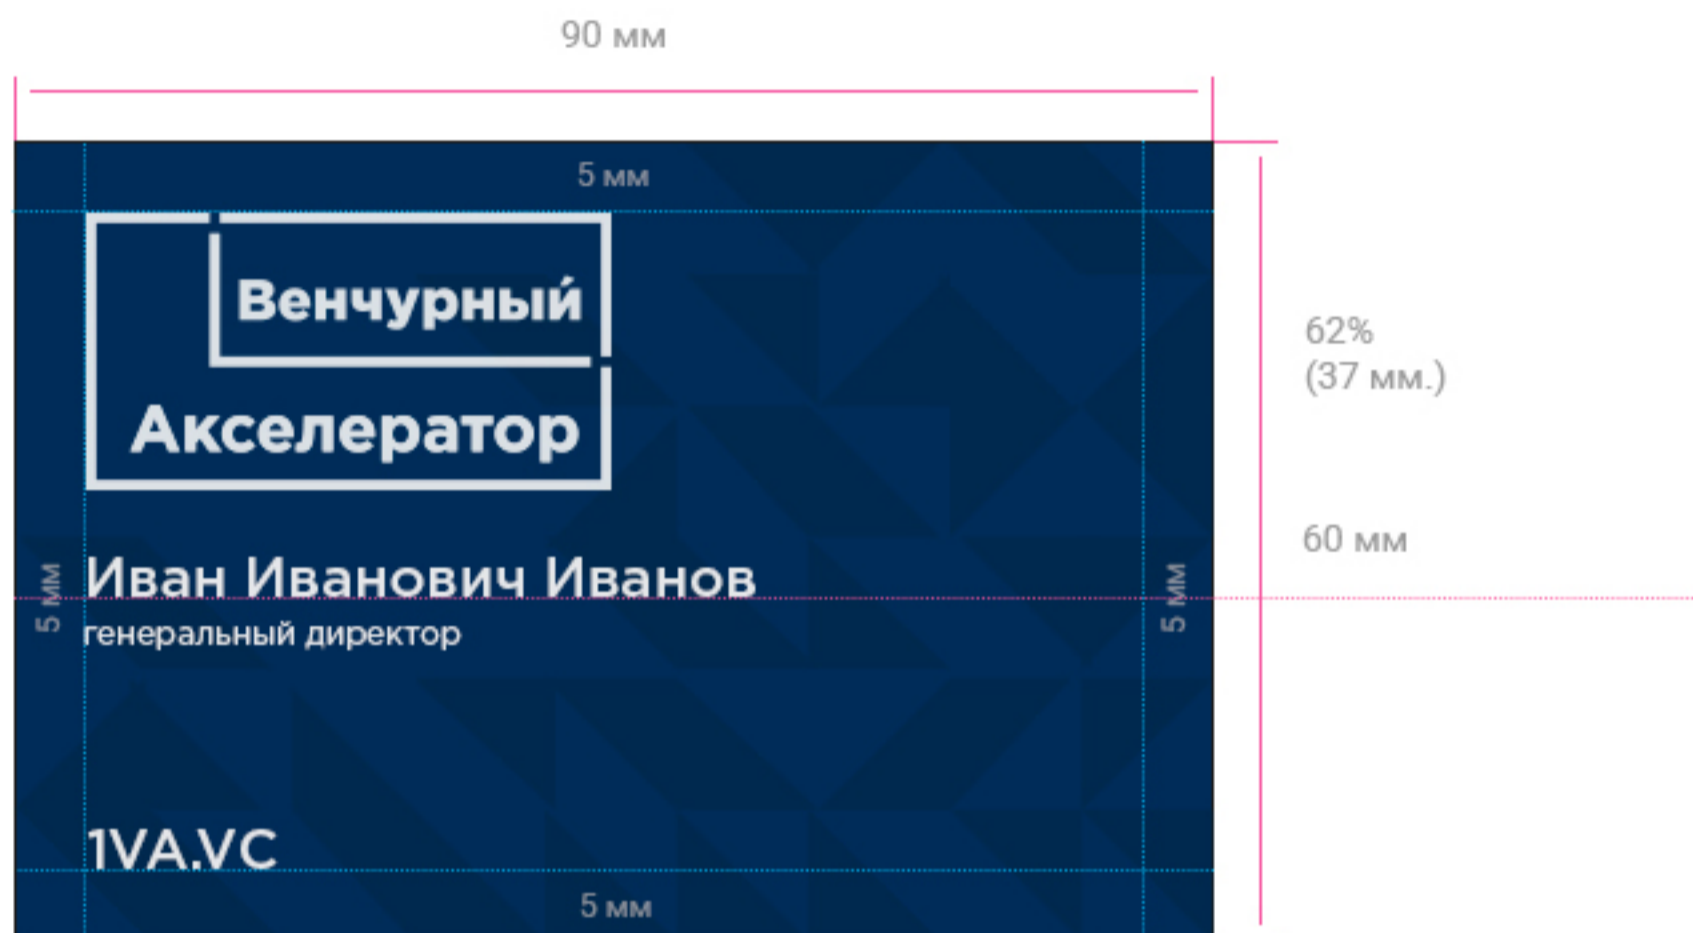 90 мм
5 мм
Венчурный
Акселератор
62%
(37 мм.)
60 мм
Иван Иванович Иванов
генеральный директор
5 мм
5 мм
1VA.VC
5 мм